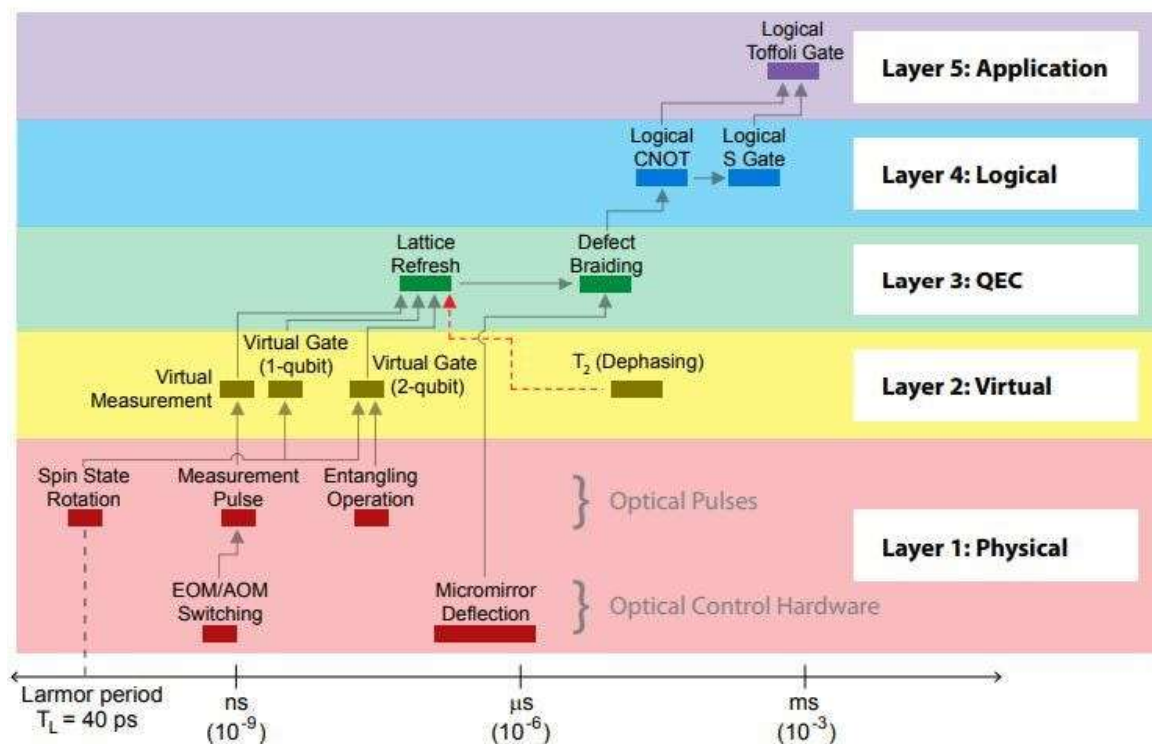 Logical
Toffoli Gate
Layer 5: Application
Logical
CNOT
Logical
S Gate
Layer 4: Logical
Lattice
Refresh
Defect
Braiding
Layer 3: QEC
Virtual
Measurement
Virtual Gate
(1-qubit)
Virtual Gate
(2-qubit)
T2 (Dephasing)
Layer 2: Virtual
Spin State
Rotation
Measurement
Pulse
Entangling
Operation
} Optical Pulses
Layer 1: Physical
EOM/AOM
Switching
Micromirror
Deflection
} Optical Control Hardware
Larmor period
TL = 40 ps
ns
(10-9)
μs
(10-6)
ms
(10-3)